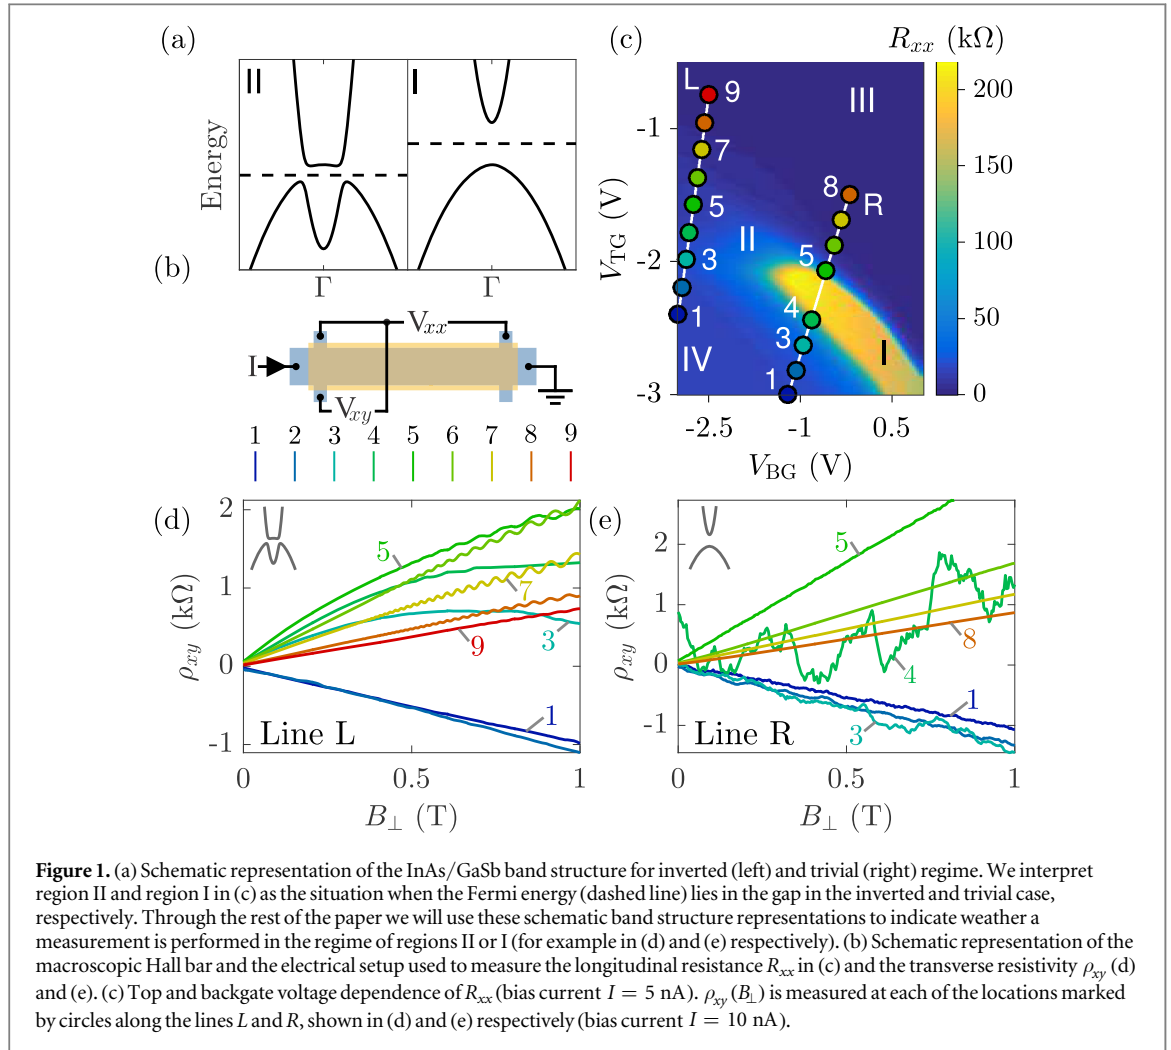 (a)
II
I
Energy
Γ
Γ
(b)
I
V_xx
V_xy
(c)
R_xx (kΩ)
L
9
7
5
3
1
III
8
R
II
5
4
3
1
IV
I
-1
-2
-3
V_TG (V)
-2.5
-1
0.5
V_BG (V)
200
150
100
50
0
1 2 3 4 5 6 7 8 9
(d)
2
1
0
-1
ρ_xy (kΩ)
5
7
3
9
1
Line L
0
0.5
1
B_⊥ (T)
(e)
2
1
0
-1
ρ_xy (kΩ)
5
8
4
1
3
Line R
0
0.5
1
B_⊥ (T)
Figure 1. (a) Schematic representation of the InAs/GaSb band structure for inverted (left) and trivial (right) regime. We interpret
region II and region I in (c) as the situation when the Fermi energy (dashed line) lies in the gap in the inverted and trivial case,
respectively. Through the rest of the paper we will use these schematic band structure representations to indicate weather a
measurement is performed in the regime of regions II or I (for example in (d) and (e) respectively). (b) Schematic representation of the
macroscopic Hall bar and the electrical setup used to measure the longitudinal resistance R_xx in (c) and the transverse resistivity ρ_xy (d)
and (e). (c) Top and backgate voltage dependence of R_xx (bias current I = 5 nA). ρ_xy (B_⊥) is measured at each of the locations marked
by circles along the lines L and R, shown in (d) and (e) respectively (bias current I = 10 nA).